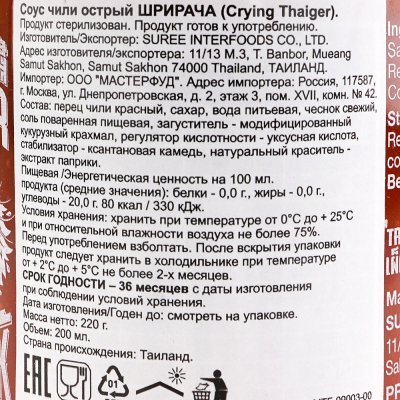 Соус чили острый ШРИРАЧА (Crying Thaiger).
Продукт стерилизован. Продукт готов к употреблению.
Изготовитель/экспортер: SUREE INTERFOODS CO., LTD.
Адрес изготовителя/экспортера: 11/13 M.3, T. Banbor, Mueang
Samut Sakhon, Samut Sakhon 74000 Thailand, ТАИЛАНД.
Импортер: ООО "МАСТЕРФУД". Адрес импортера: Россия, 117587,
г. Москва, ул. Днепропетровская, д. 2, этаж 3, пом. XVII, комн. № 42.
Состав: перец чили красный, сахар, вода питьевая, чеснок свежий,
соль поваренная пищевая, загуститель - модифицированный
кукурузный крахмал, регулятор кислотности - уксусная кислота,
стабилизатор - ксантановая камедь, натуральный краситель -
экстракт паприки.
Пищевая/Энергетическая ценность на 100 мл.
продукта (средние значения): белки - 0,0 г., жиры - 0,0 г.,
углеводы - 20,0 г. 80 ккал / 330 кДж.
Условия хранения: хранить при температуре от 0°С до + 25°С
и при относительной влажности воздуха не более 75%.
Перед употреблением взболтать. После вскрытия упаковки
продукт следует хранить в холодильнике при температуре
от + 2°С до + 5°С не более 2-х месяцев.
СРОК ГОДНОСТИ – 36 месяцев с даты изготовления
при соблюдении условий хранения.
Дата изготовления/Годен до: смотреть на упаковке.
Масса нетто: 220 г.
Объем: 200 мл.
Страна происхождения: Таиланд.
EAC
01